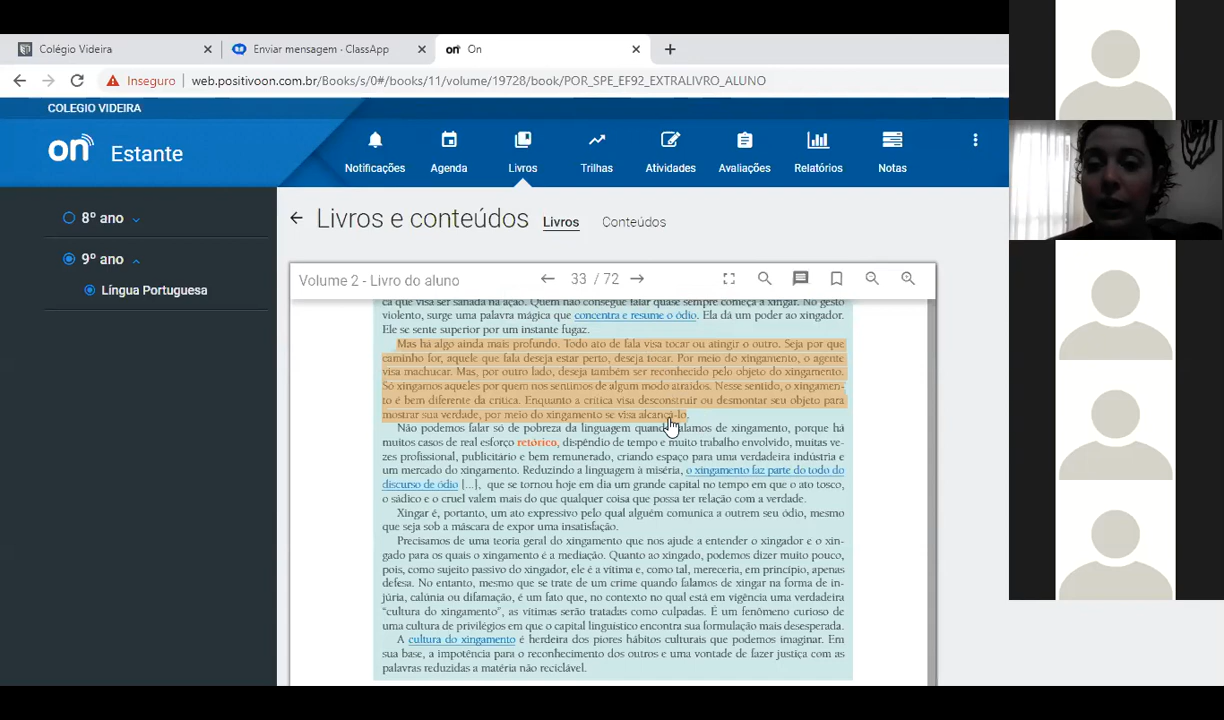 Colégio Videira
Enviar mensagem - ClassApp
On
Inseguro
web.positivoon.com.br/Books/s/0#/books/11/volume/19728/book/POR_SPE_EF92_EXTRALIVRO_ALUNO
COLEGIO VIDEIRA
on Estante
Notificações
Agenda
Livros
Trilhas
Atividades
Avaliações
Relatórios
Notas
8º ano
9º ano
Língua Portuguesa
Livros e conteúdos
Livros
Conteúdos
Volume 2 - Livro do aluno
33 / 72
ca que visa ser sanada na ação. Quem não consegue falar quase sempre começa a xingar. No gesto
violento, surge uma palavra mágica que concentra e resume o ódio. Ela dá um poder ao xingador.
Ele se sente superior por um instante fugaz.
Mas há algo ainda mais profundo. Todo ato de fala visa tocar ou atingir o outro. Seja por que
caminho for, aquele que fala deseja estar perto, deseja tocar. Por meio do xingamento, o agente
visa machucar. Mas, por outro lado, deseja também ser reconhecido pelo objeto do xingamento.
Só xingamos aqueles por quem nos sentimos de algum modo atraídos. Nesse sentido, o xingamen-
to é bem diferente da crítica. Enquanto a crítica visa desconstruir ou desmontar seu objeto para
mostrar sua verdade, por meio do xingamento se visa alcançá-lo.
Não podemos falar só de pobreza da linguagem quando falamos de xingamento, porque há
muitos casos de real esforço retórico, dispêndio de tempo e muito trabalho envolvido, muitas ve-
zes profissional, publicitário e bem remunerado, criando espaço para uma verdadeira indústria e
um mercado do xingamento. Reduzindo a linguagem à miséria, o xingamento faz parte do todo do
discurso de ódio [...], que se tornou hoje em dia um grande capital no tempo em que o ato tosco,
o sádico e o cruel valem mais do que qualquer coisa que possa ter relação com a verdade.
Xingar é, portanto, um ato expressivo pelo qual alguém comunica a outrem seu ódio, mesmo
que seja sob a máscara de expor uma insatisfação.
Precisamos de uma teoria geral do xingamento que nos ajude a entender o xingador e o xin-
gado para os quais o xingamento é a mediação. Quanto ao xingado, podemos dizer muito pouco,
pois, como sujeito passivo do xingador, ele é a vítima e, como tal, mereceria, em princípio, apenas
defesa. No entanto, mesmo que se trate de um crime quando falamos de xingar na forma de in-
júria, calúnia ou difamação, é um fato que, no contexto no qual está em vigência uma verdadeira
"cultura do xingamento", as vítimas serão tratadas como culpadas. É um fenômeno curioso de
uma cultura de privilégios em que o capital linguístico encontra sua formulação mais desesperada.
A cultura do xingamento é herdeira dos piores hábitos culturais que podemos imaginar. Em
sua base, a impotência para o reconhecimento dos outros e uma vontade de fazer justiça com as
palavras reduzidas a matéria não reciclável.